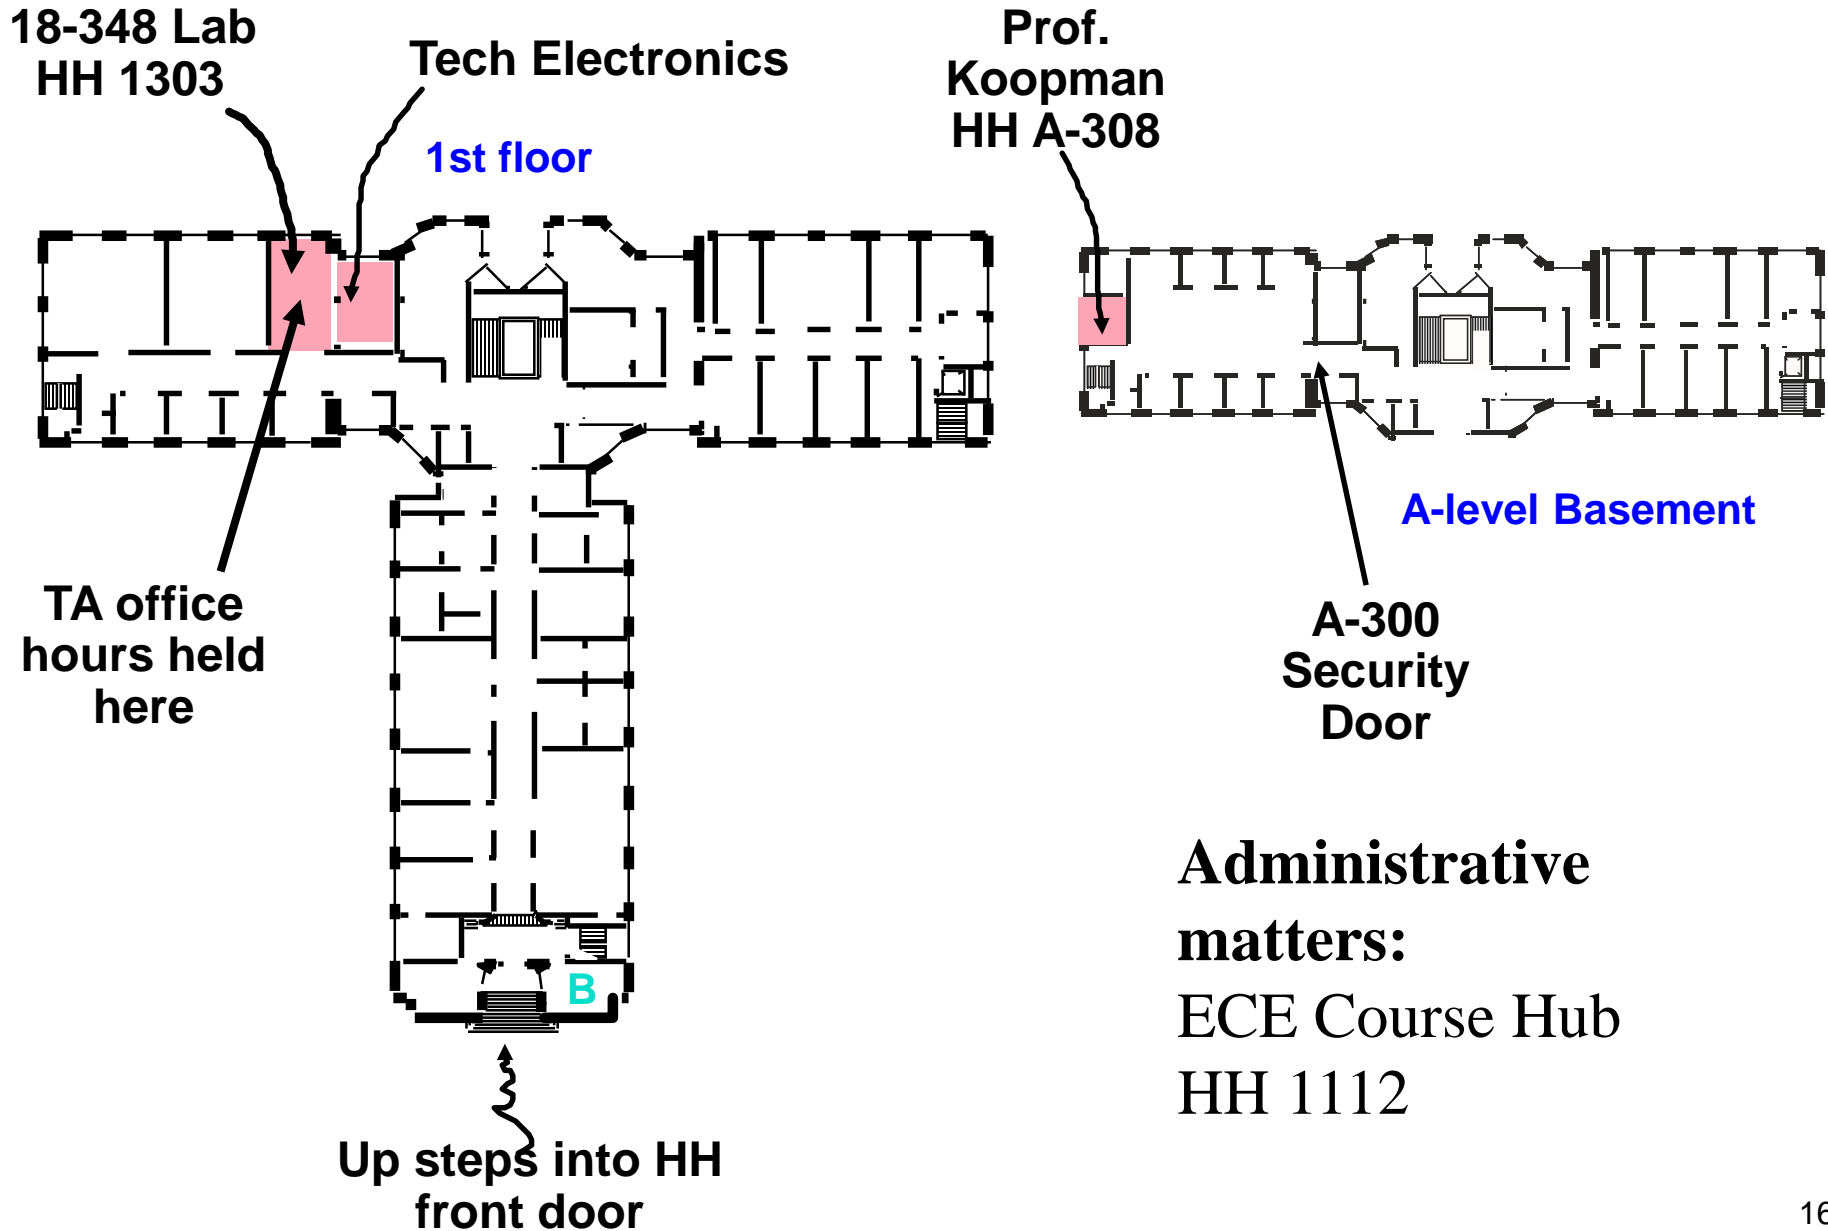 18-348 Lab
HH 1303
Tech Electronics
1st floor
Prof.
Koopman
HH A-308
A-level Basement
TA office
hours held
here
A-300
Security
Door
B
Up steps into HH
front door
Administrative
matters:
ECE Course Hub
HH 1112
16